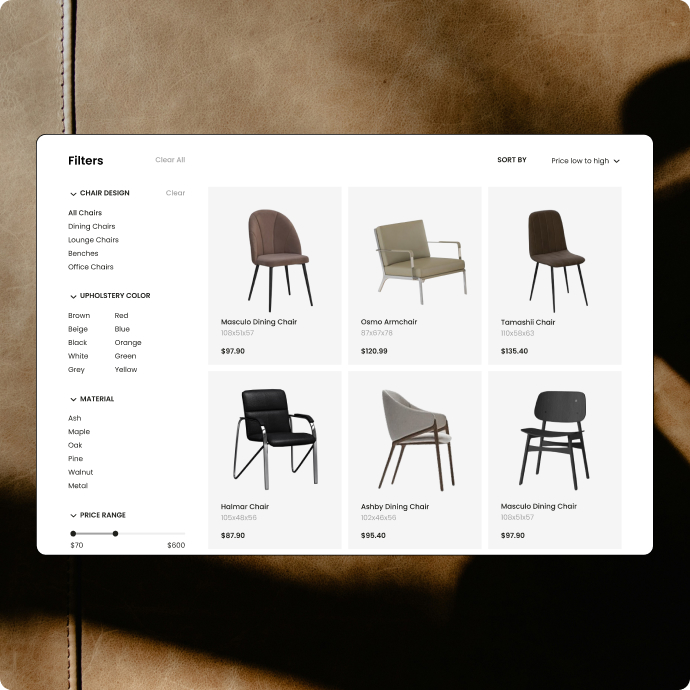 Filters
Clear All
SORT BY
Price low to high
CHAIR DESIGN
Clear
All Chairs
Dining Chairs
Lounge Chairs
Benches
Office Chairs
UPHOLSTERY COLOR
Brown Red
Beige Blue
Black Orange
White Green
Grey Yellow
MATERIAL
Ash
Maple
Oak
Pine
Walnut
Metal
PRICE RANGE
$70 $600
Masculo Dining Chair
108x51x57
$97.90
Osmo Armchair
87x67x78
$120.99
Tamashii Chair
110x58x63
$135.40
Halmar Chair
105x48x56
$87.90
Ashby Dining Chair
102x46x56
$95.40
Masculo Dining Chair
108x51x57
$97.90